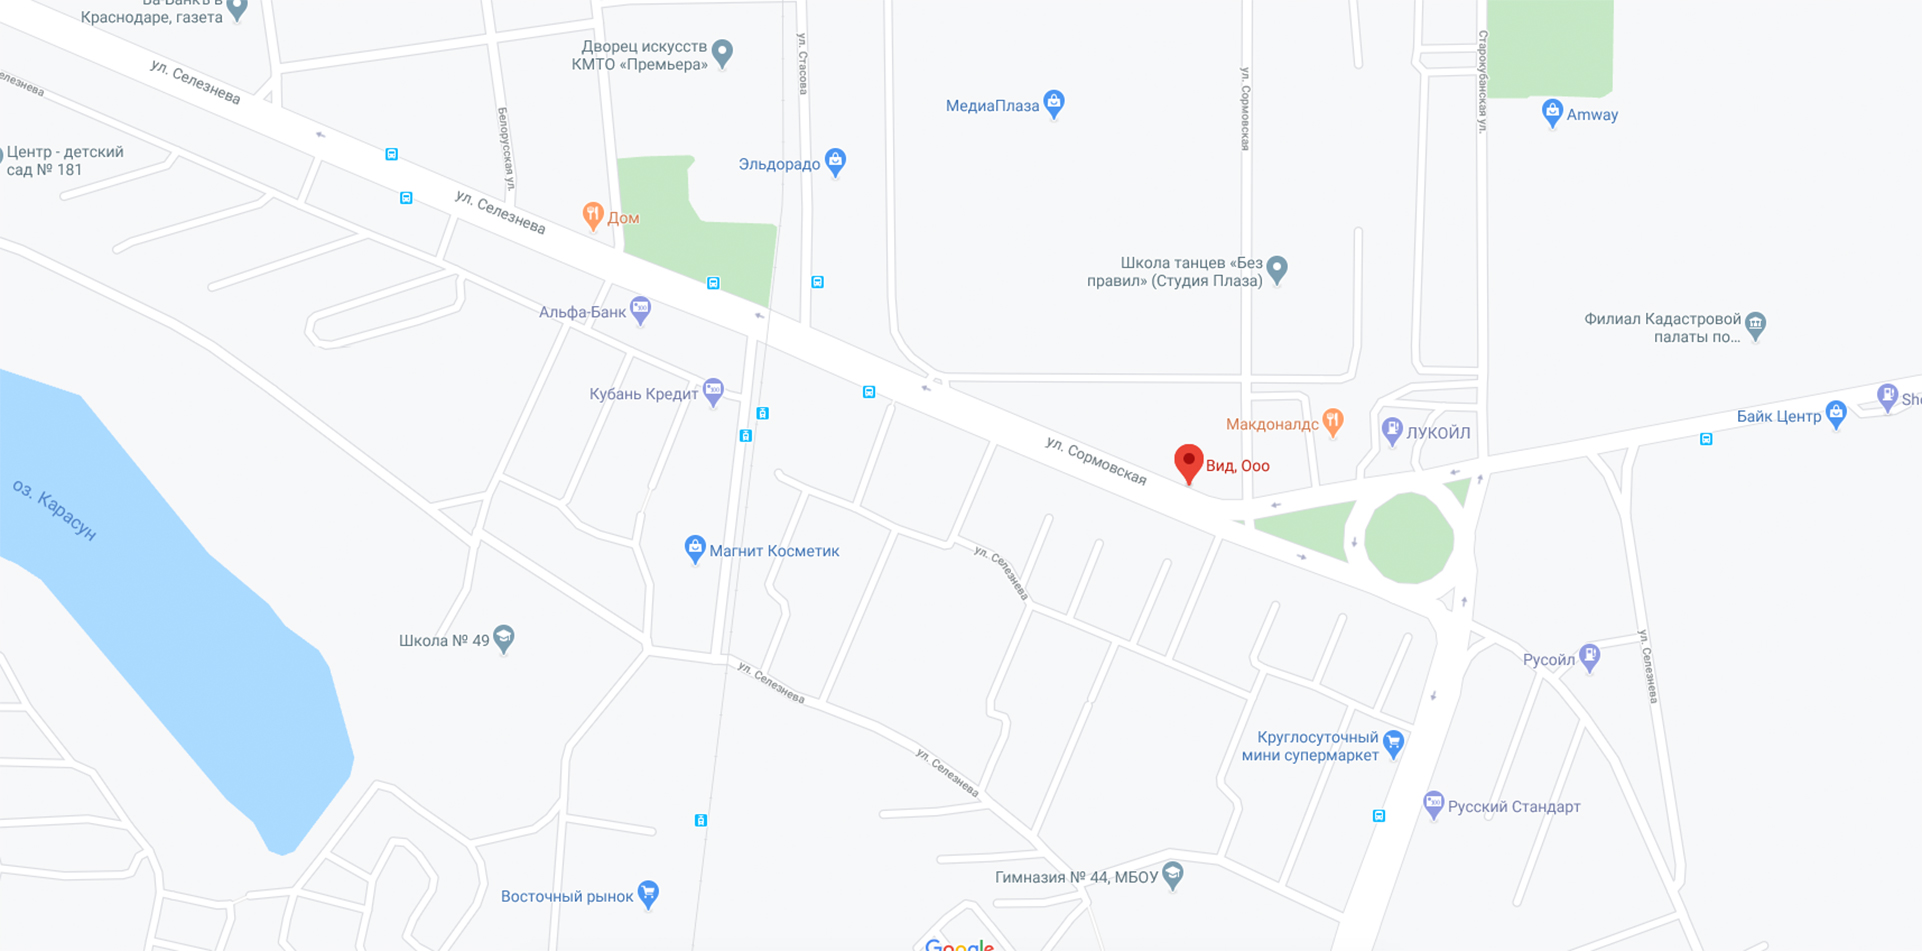 Ва-Банкъ в
Краснодаре, газета
ул. Селезнева
елезнева
Центр - детский
сад № 181
Белорусская ул.
Дворец искусств
КМТО «Премьера»
ул. Стасова
МедиаПлаза
Эльдорадо
ул. Сормовская
Старокубанская ул.
Amway
ул. Селезнева
Дом
Школа танцев «Без
правил» (Студия Плаза)
Альфа-Банк
Филиал Кадастровой
палаты по...
Кубань Кредит
Макдоналдс
ЛУКОЙЛ
Байк Центр
She
ул. Сормовская
Вид, Ооо
оз. Карасун
Магнит Косметик
ул. Селезнева
Школа № 49
ул. Селезнева
Русойл
ул. Селезнева
ул. Селезнева
Круглосуточный
мини супермаркет
Русский Стандарт
Гимназия № 44, МБОУ
Восточный рынок
Google